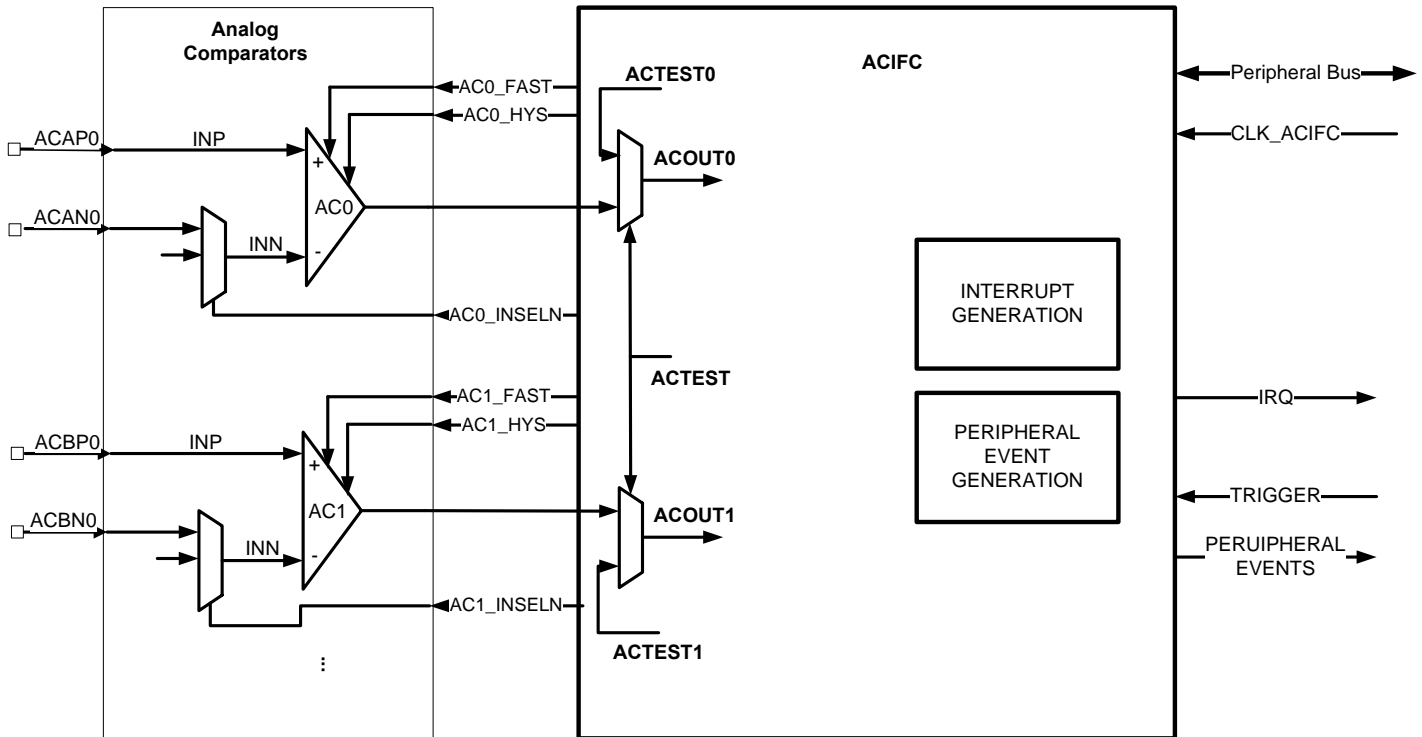 Analog
Comparators
ACIFC
ACTEST0
AC0_FAST
AC0_HYS
Peripheral Bus
CLK_ACIFC
ACAP0
INP
+
AC0
-
ACOUT0
ACAN0
INN
AC0_INSELN
INTERRUPT
GENERATION
ACTEST
AC1_FAST
AC1_HYS
IRQ
ACBP0
INP
+
AC1
-
PERIPHERAL
EVENT
GENERATION
TRIGGER
ACOUT1
ACBN0
INN
PERUIPHERAL
EVENTS
AC1_INSELN
ACTEST1
...